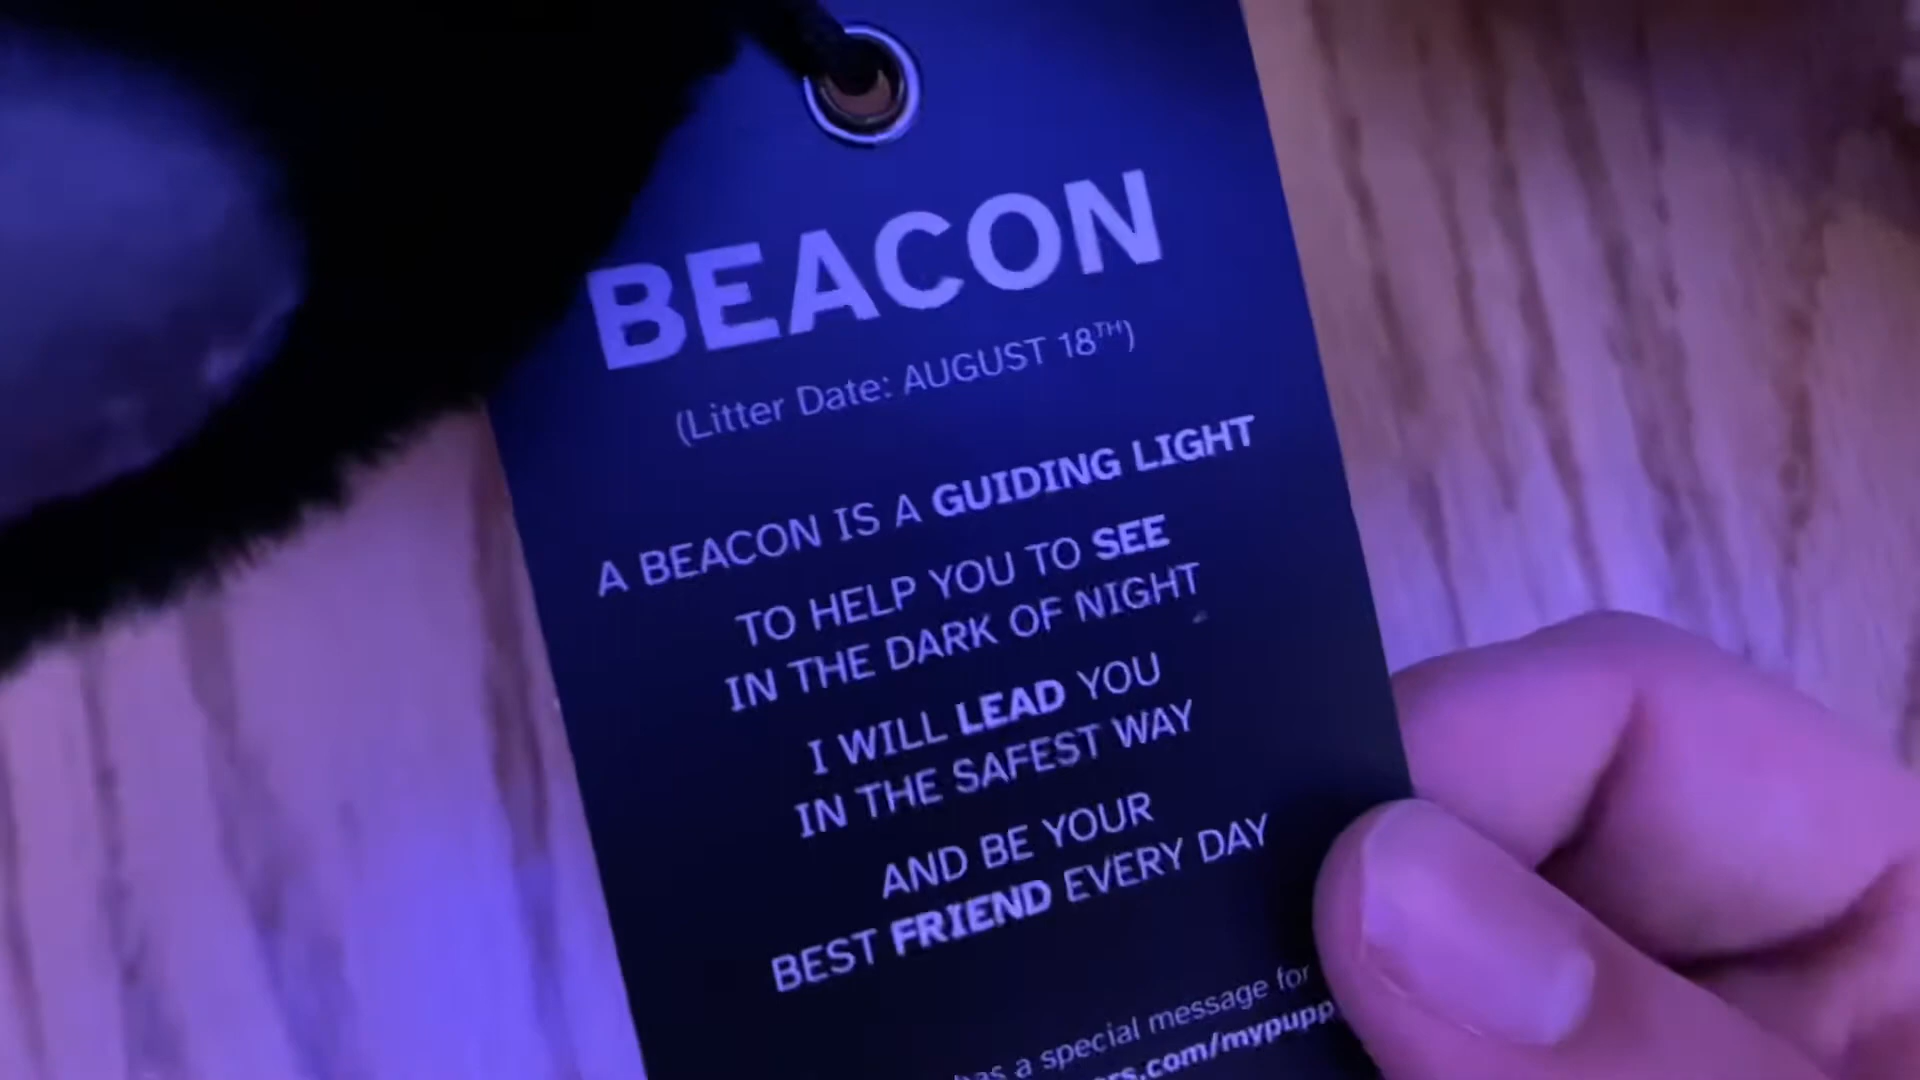 BEACON
(Litter Date: AUGUST 18TH)
A BEACON IS A GUIDING LIGHT
TO HELP YOU TO SEE
IN THE DARK OF NIGHT
I WILL LEAD YOU
IN THE SAFEST WAY
AND BE YOUR
BEST FRIEND EVERY DAY
has a special message for
rs.com/mypupp